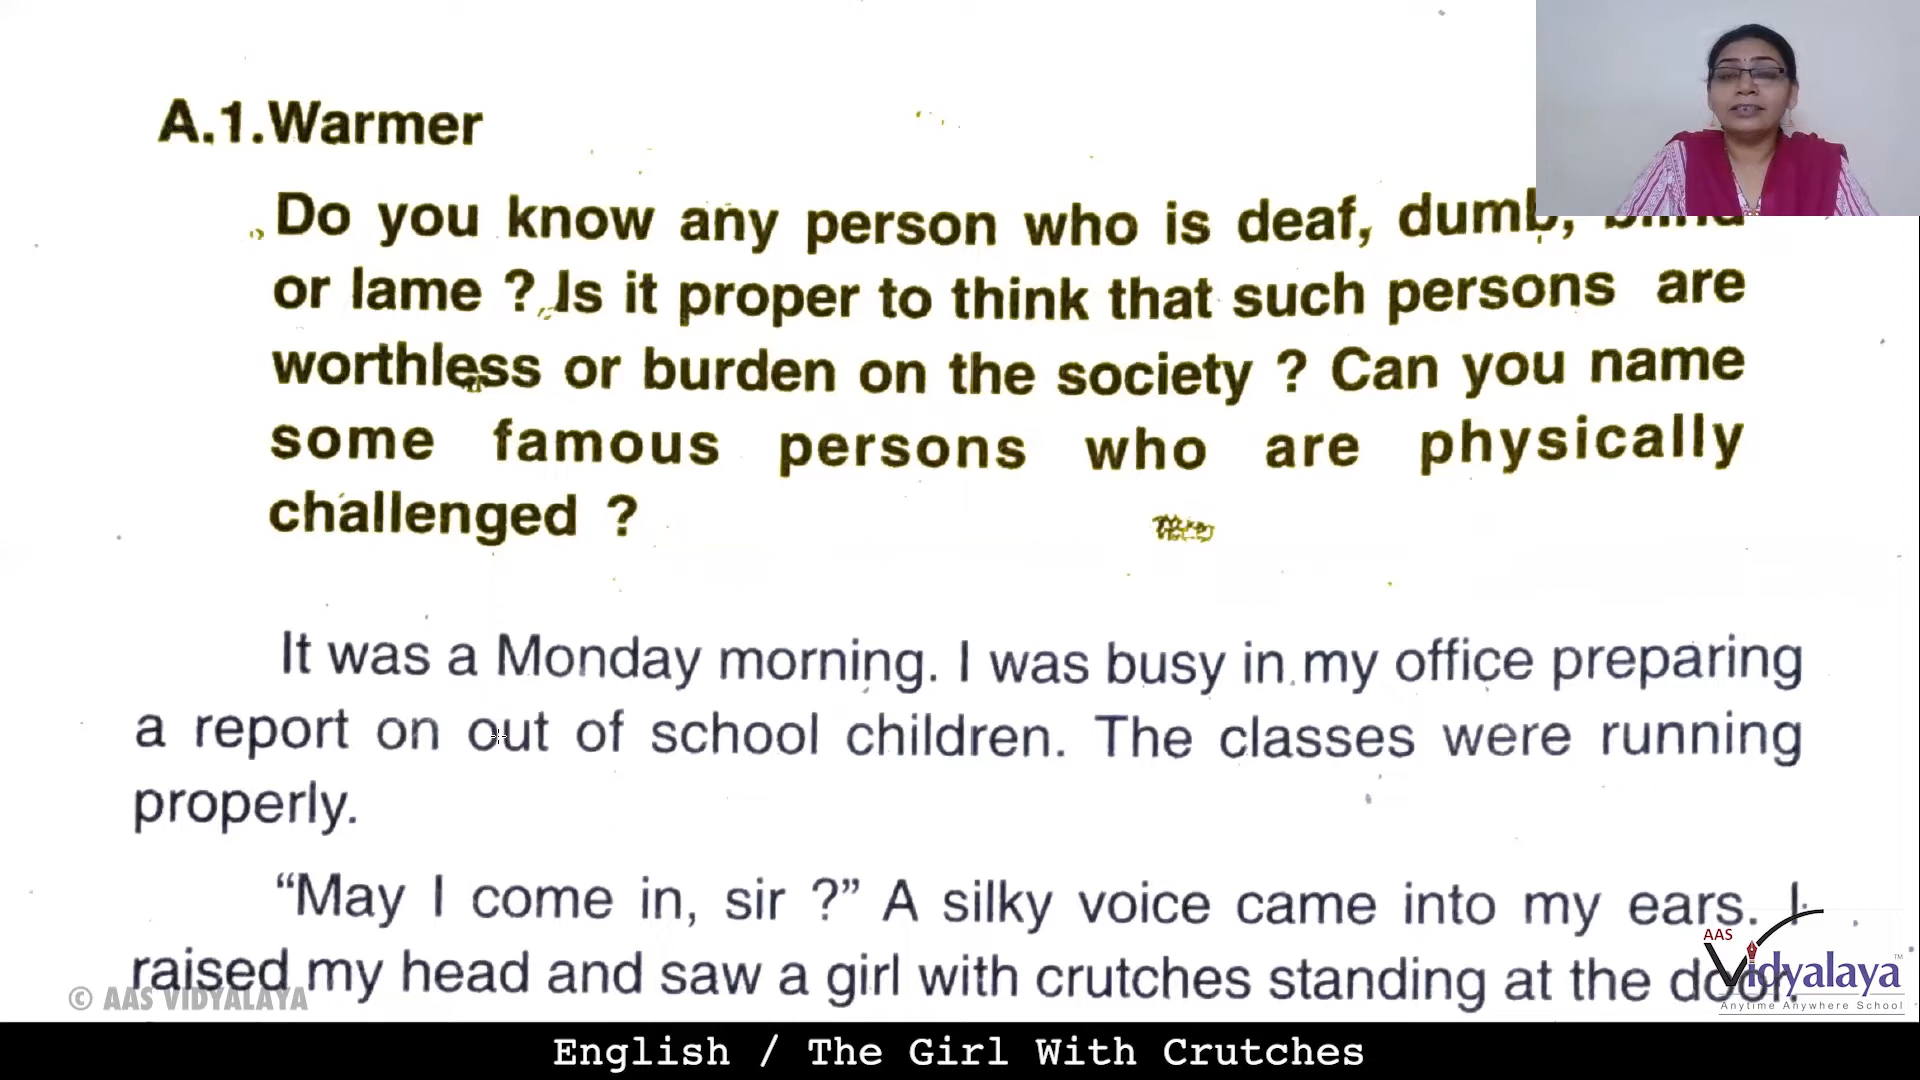 A.1.Warmer
Do you know any person who is deaf, dumb, blind
or lame ? Is it proper to think that such persons are
worthless or burden on the society ? Can you name
some famous persons who are physically
challenged ?
It was a Monday morning. I was busy in my office preparing
a report on out of school children. The classes were running
properly.
“May I come in, sir ?” A silky voice came into my ears. I
raised my head and saw a girl with crutches standing at the door.
© AAS VIDYALAYA
AAS
Vidyalaya
™
Anytime Anywhere School
English / The Girl With Crutches